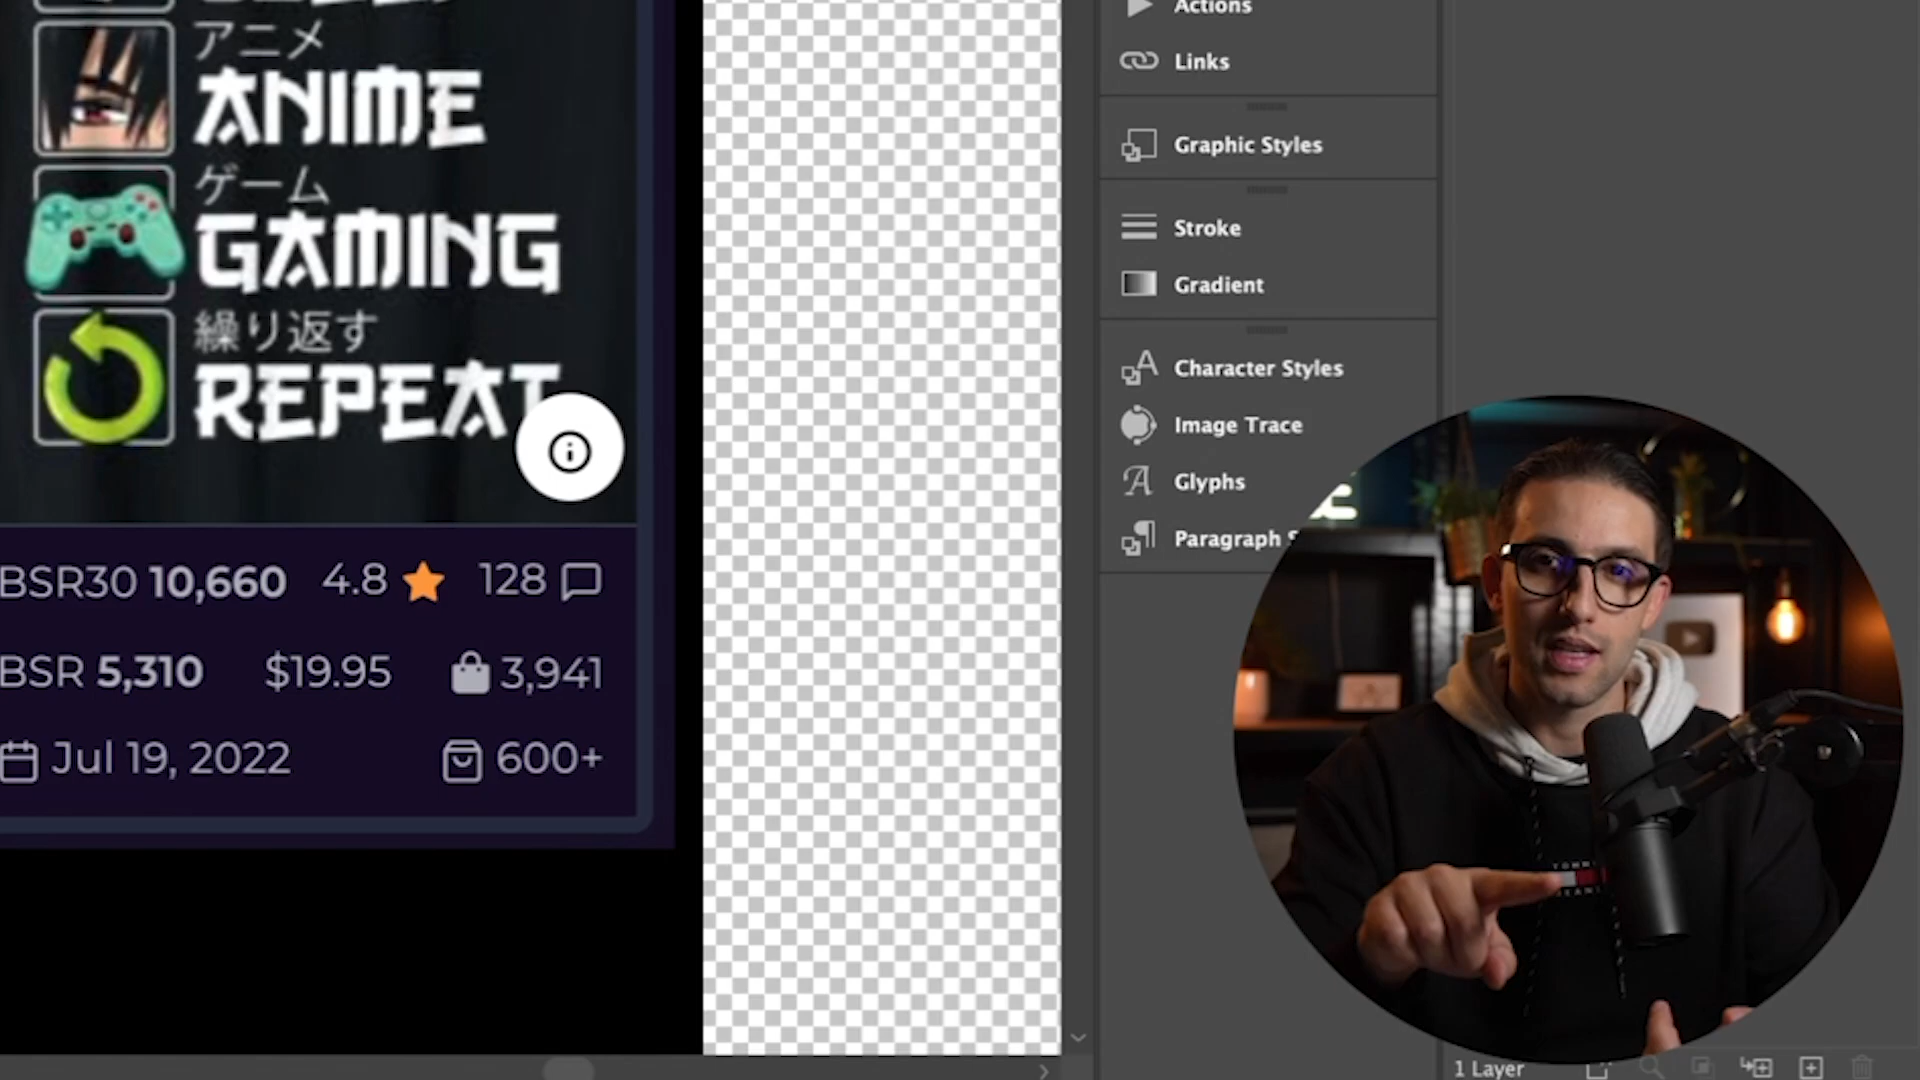 アニメ
ANIME
ゲーム
GAMING
繰り返す
REPEAT
BSR30 10,660 4.8 128
BSR 5,310 $19.95 3,941
Jul 19, 2022 600+
Actions
Links
Graphic Styles
Stroke
Gradient
Character Styles
Image Trace
Glyphs
Paragraph
TOMMY
JEANS
1 Layer